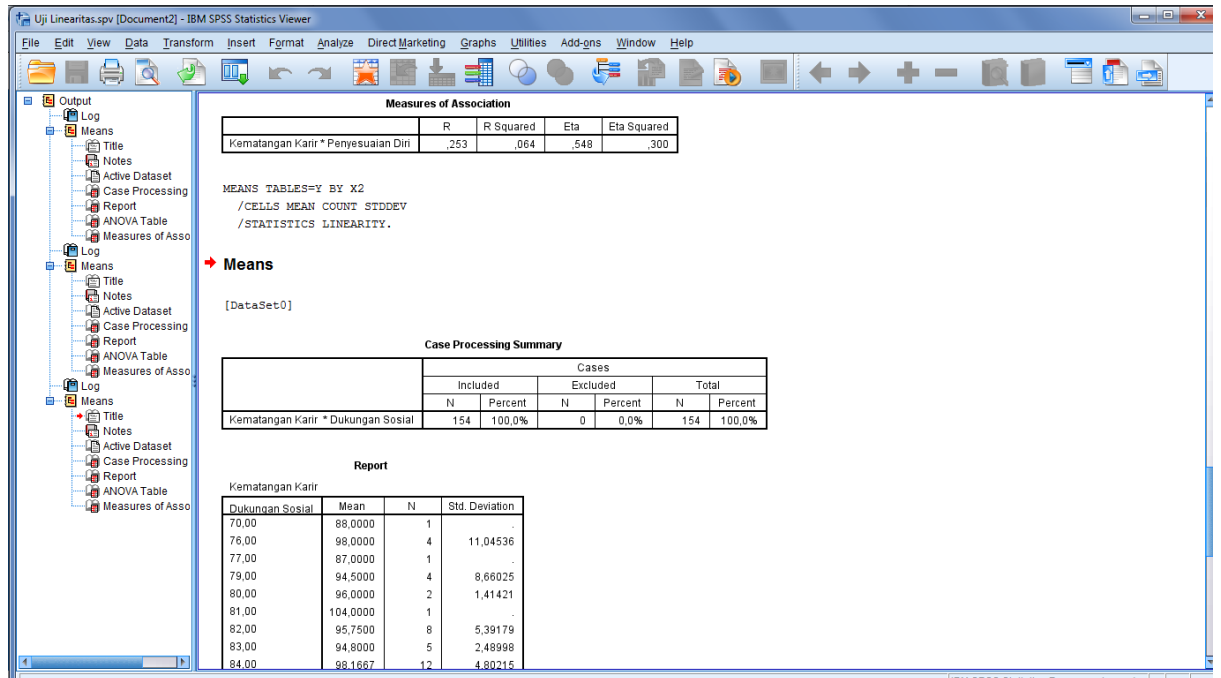 Uji Linearitas.spv [Document2] - IBM SPSS Statistics Viewer
File Edit View Data Transform Insert Format Analyze Direct Marketing Graphs Utilities Add-ons Window Help
Output
Log
Means
Title
Notes
Active Dataset
Case Processing
Report
ANOVA Table
Measures of Asso
Log
Means
Title
Notes
Active Dataset
Case Processing
Report
ANOVA Table
Measures of Asso
Log
Means
Title
Notes
Active Dataset
Case Processing
Report
ANOVA Table
Measures of Asso
Measures of Association
R R Squared Eta Eta Squared
Kematangan Karir * Penyesuaian Diri ,253 ,064 ,548 ,300
MEANS TABLES=Y BY X2
/CELLS MEAN COUNT STDDEV
/STATISTICS LINEARITY.
Means
[DataSet0]
Case Processing Summary
Cases
Included Excluded Total
N Percent N Percent N Percent
Kematangan Karir * Dukungan Sosial 154 100,0% 0 0,0% 154 100,0%
Report
Kematangan Karir
Dukungan Sosial Mean N Std. Deviation
70,00 88,0000 1 .
76,00 98,0000 4 11,04536
77,00 87,0000 1 .
79,00 94,5000 4 8,66025
80,00 96,0000 2 1,41421
81,00 104,0000 1 .
82,00 95,7500 8 5,39179
83,00 94,8000 5 2,48998
84,00 98,1667 12 4,80215